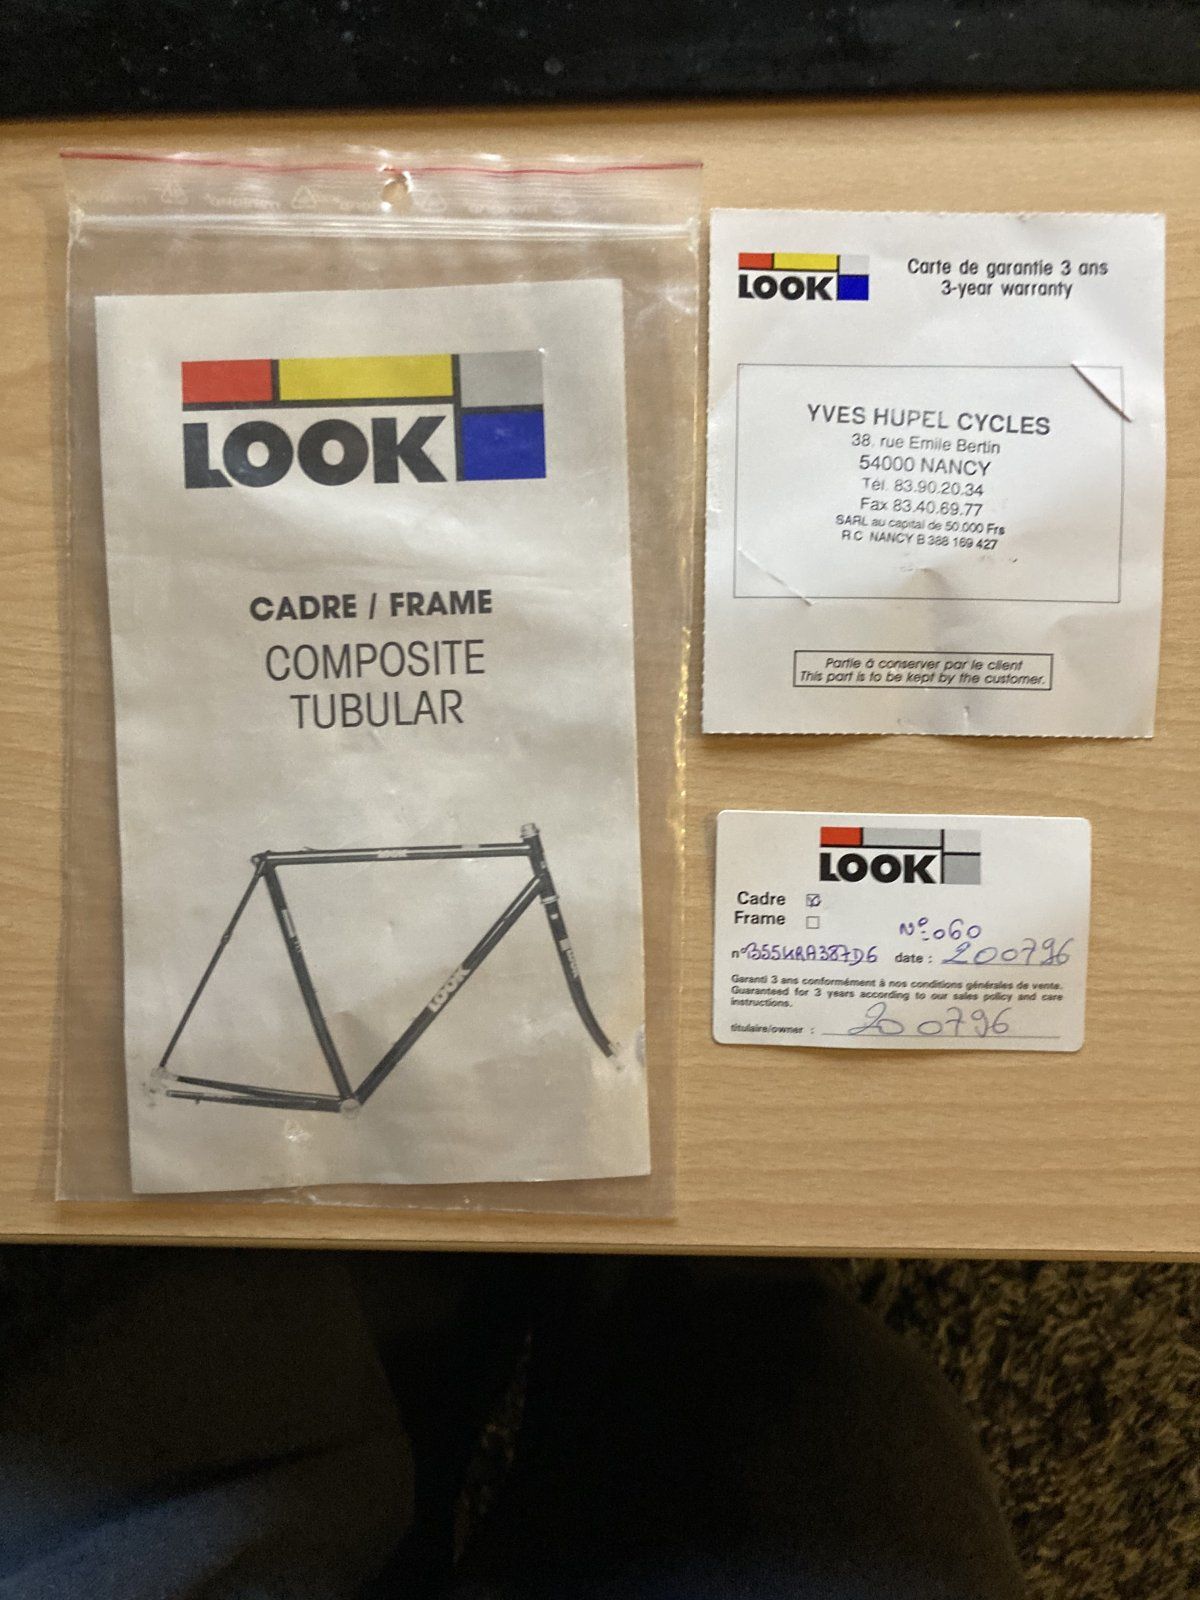 LOOK
CADRE / FRAME
COMPOSITE
TUBULAR
LOOK
LOOK
LOOK
LOOK
Carte de garantie 3 ans
3-year warranty
YVES HUPEL CYCLES
38, rue Emile Bertin
54000 NANCY
Tél. 83.90.20.34
Fax 83.40.69.77
SARL au capital de 50.000 Frs
R.C NANCY B 388 169 427
Partie à conserver par le client
This part is to be kept by the customer.
LOOK
Cadre
Frame
N° 060
n° B55KRA387D6 date : 200796
Garanti 3 ans conformément à nos conditions générales de vente.
Guaranteed for 3 years according to our sales policy and care
instructions.
titulaire/owner : 200796